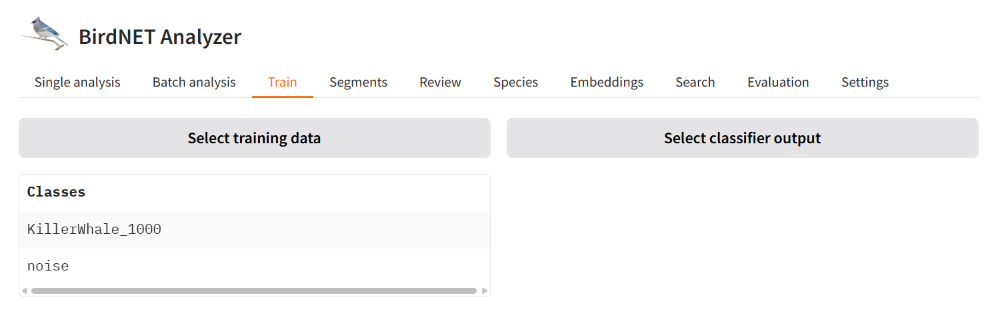 BirdNET Analyzer
Single analysis Batch analysis Train Segments Review Species Embeddings Search Evaluation Settings
Select training data Select classifier output
Classes
KillerWhale_1000
noise